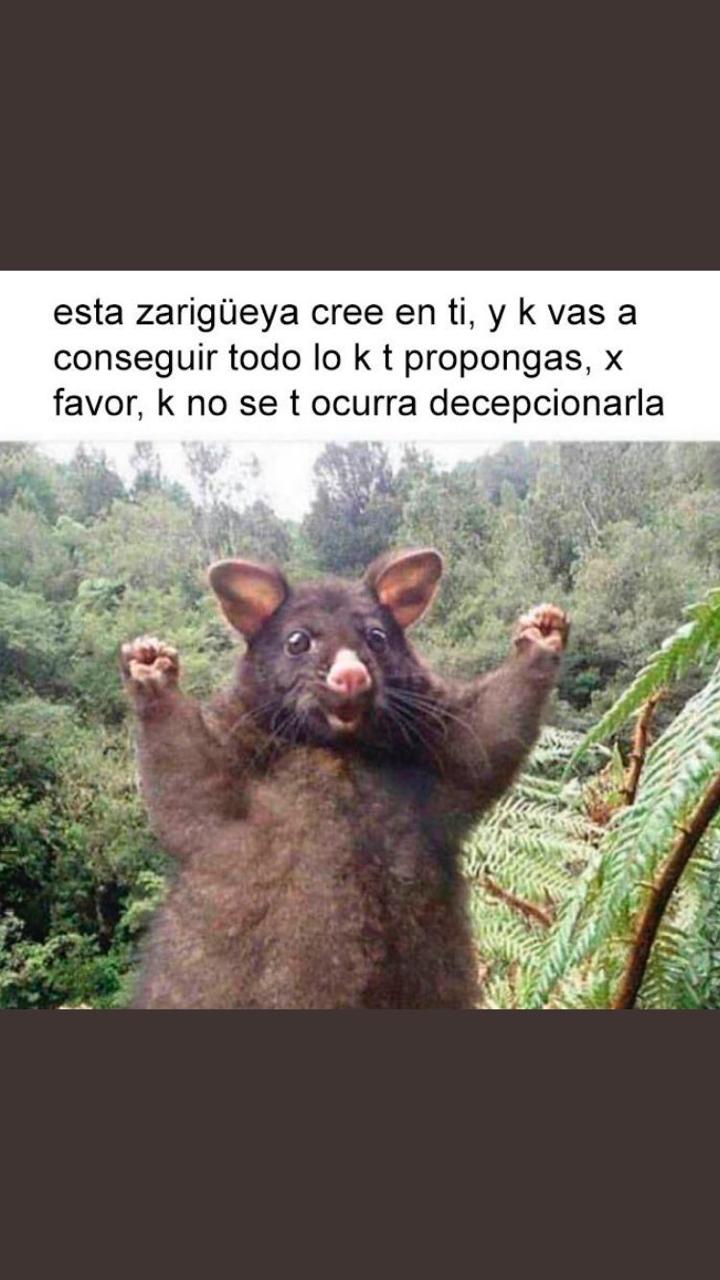 esta zarigüeya cree en ti, y k vas a
conseguir todo lo k t propongas, x
favor, k no se t ocurra decepcionarla